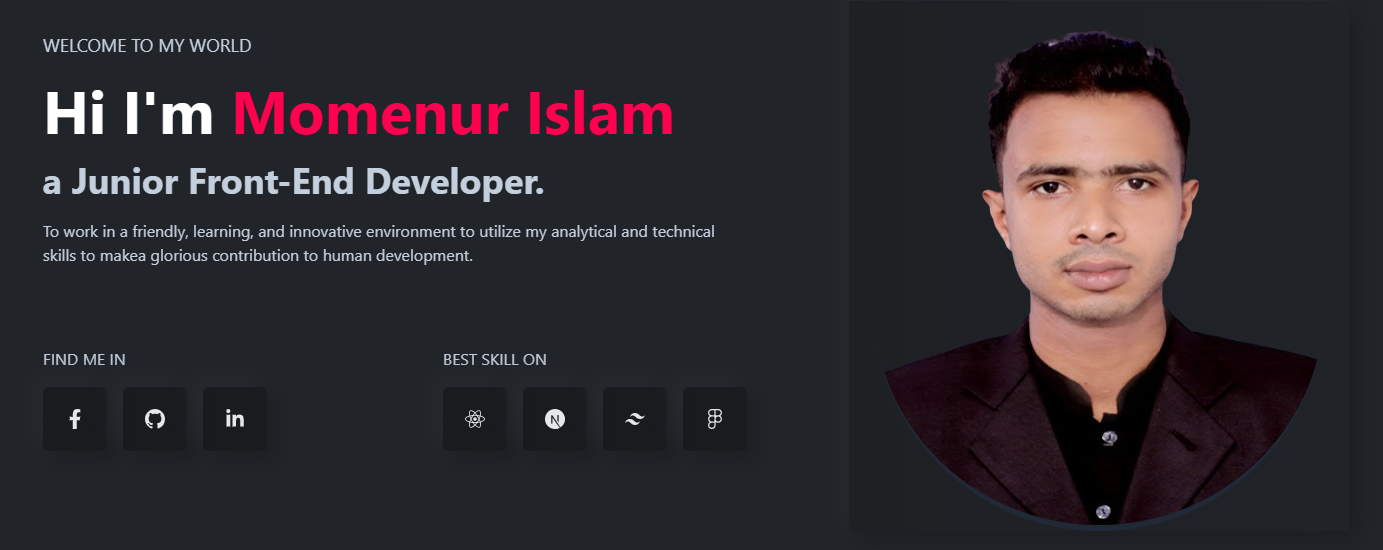 WELCOME TO MY WORLD
Hi I'm Momenur Islam
a Junior Front-End Developer.
To work in a friendly, learning, and innovative environment to utilize my analytical and technical
skills to makea glorious contribution to human development.
FIND ME IN
BEST SKILL ON